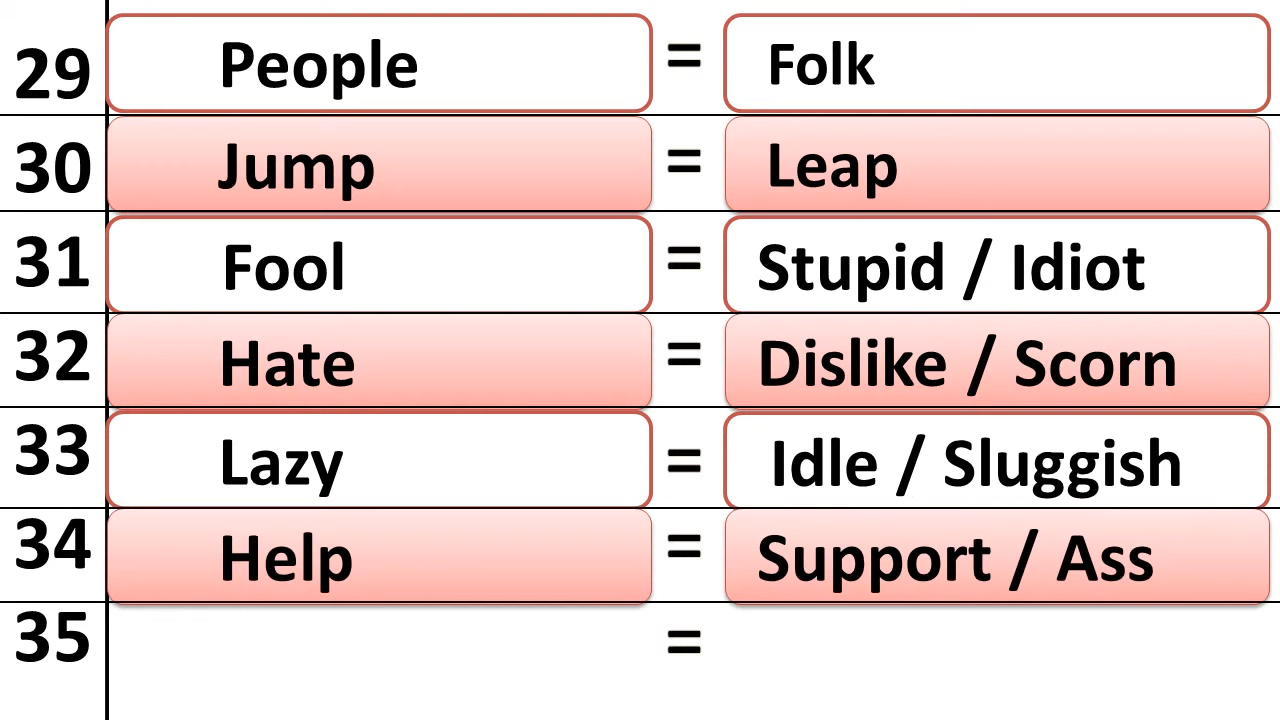 29 People = Folk
30 Jump = Leap
31 Fool = Stupid / Idiot
32 Hate = Dislike / Scorn
33 Lazy = Idle / Sluggish
34 Help = Support / Ass
35 =